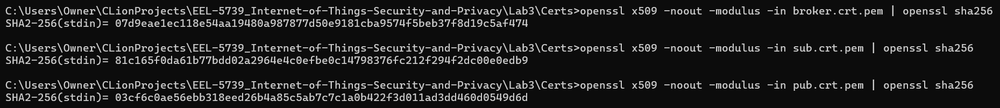 C:\Users\Owner\CLionProjects\EEL-5739_Internet-of-Things-Security-and-Privacy\Lab3\Certs>openssl x509 -noout -modulus -in broker.crt.pem | openssl sha256
SHA2-256(stdin)= 07d9eae1ec118e54aa19480a987877d50e9181cba9574f5beb37f8d19c5af474
C:\Users\Owner\CLionProjects\EEL-5739_Internet-of-Things-Security-and-Privacy\Lab3\Certs>openssl x509 -noout -modulus -in sub.crt.pem | openssl sha256
SHA2-256(stdin)= 81c165f0da61b77bdd02a2964e4c0efbe0c14798376fc212f294f2dc00e0edb9
C:\Users\Owner\CLionProjects\EEL-5739_Internet-of-Things-Security-and-Privacy\Lab3\Certs>openssl x509 -noout -modulus -in pub.crt.pem | openssl sha256
SHA2-256(stdin)= 03cf6c0ae56ebb318eed26b4a85c5ab7c7c1a0b422f3d011ad3dd460d0549d6d